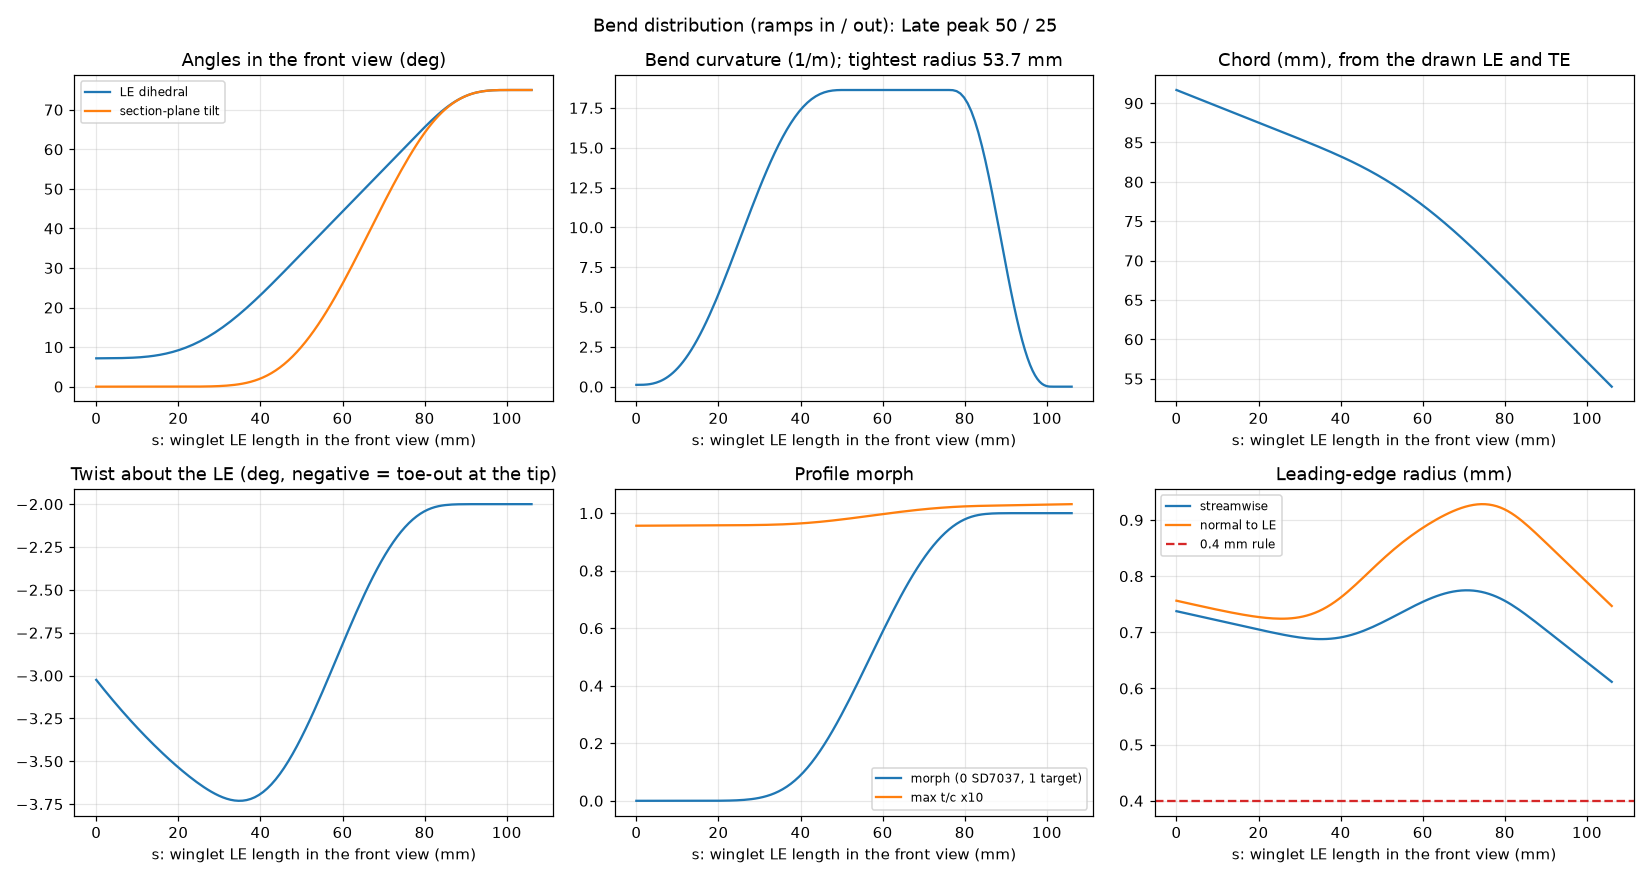 Bend distribution (ramps in / out): Late peak 50 / 25
Angles in the front view (deg)
LE dihedral
section-plane tilt
70
60
50
40
30
20
10
0
0 20 40 60 80 100
s: winglet LE length in the front view (mm)
Bend curvature (1/m); tightest radius 53.7 mm
17.5
15.0
12.5
10.0
7.5
5.0
2.5
0.0
0 20 40 60 80 100
s: winglet LE length in the front view (mm)
Chord (mm), from the drawn LE and TE
90
85
80
75
70
65
60
55
0 20 40 60 80 100
s: winglet LE length in the front view (mm)
Twist about the LE (deg, negative = toe-out at the tip)
−2.00
−2.25
−2.50
−2.75
−3.00
−3.25
−3.50
−3.75
0 20 40 60 80 100
s: winglet LE length in the front view (mm)
Profile morph
1.0
0.8
0.6
0.4
0.2
0.0
morph (0 SD7037, 1 target)
max t/c x10
0 20 40 60 80 100
s: winglet LE length in the front view (mm)
Leading-edge radius (mm)
streamwise
normal to LE
0.4 mm rule
0.9
0.8
0.7
0.6
0.5
0.4
0 20 40 60 80 100
s: winglet LE length in the front view (mm)